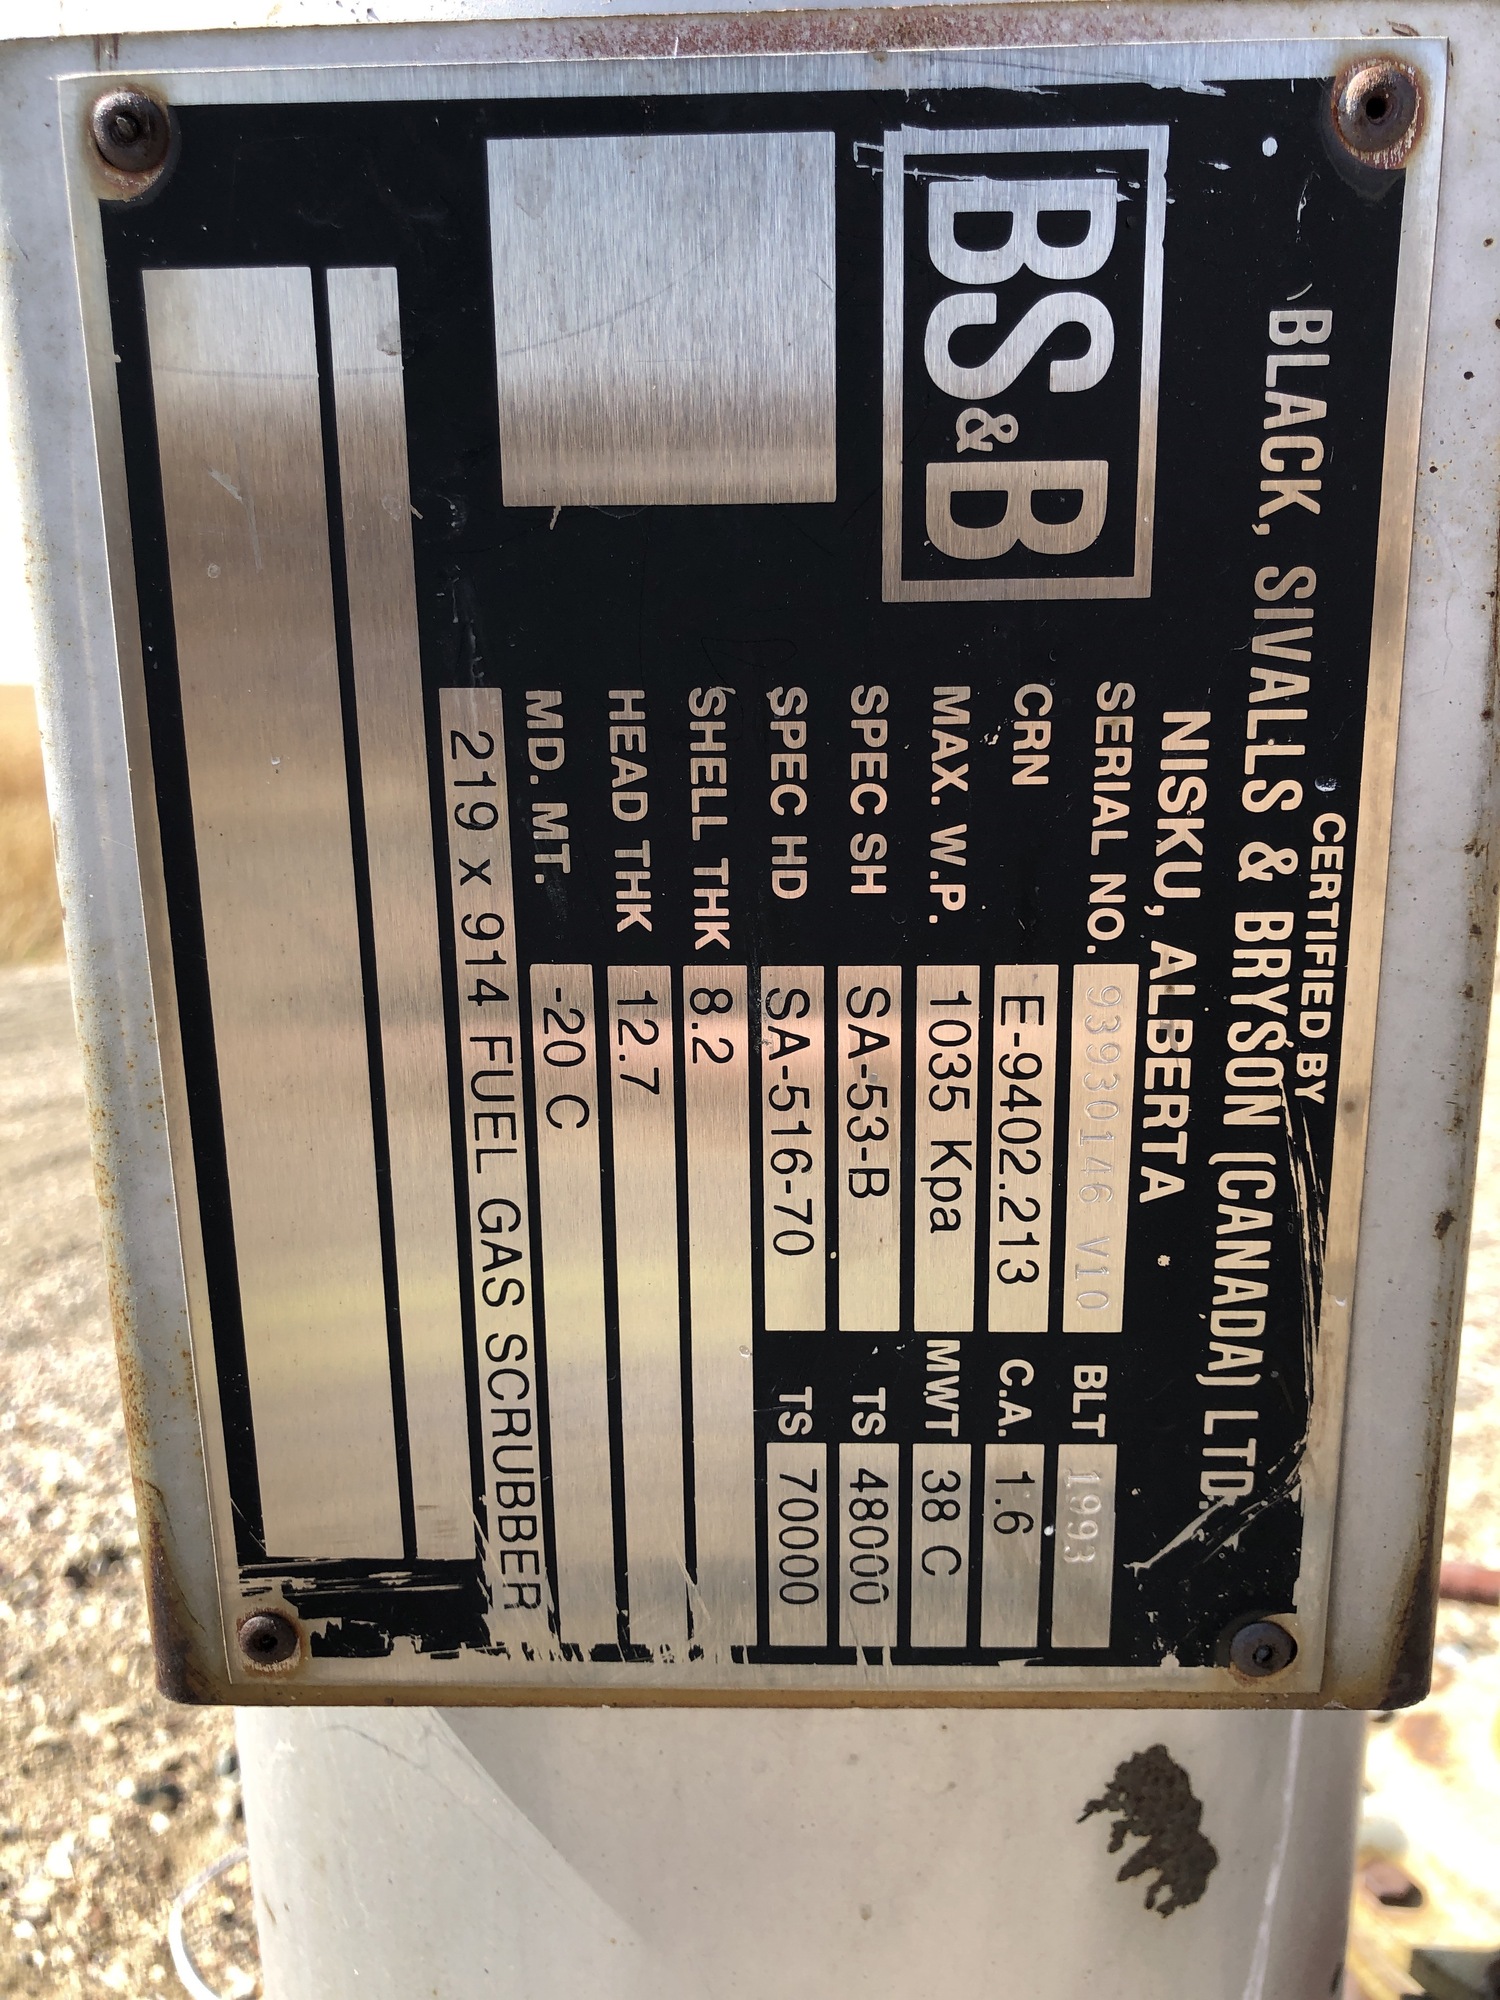 CERTIFIED BY
BLACK, SIVALLS & BRYSON (CANADA) LTD.
NISKU, ALBERTA
BS&B
SERIAL NO. 93930146 V10 BLT 1993
CRN E-9402.213 C.A. 1.6
MAX. W.P. 1035 Kpa MWT 38 C
SPEC SH SA-53-B TS 48000
SPEC HD SA-516-70 TS 70000
SHELL THK 8.2
HEAD THK 12.7
MD. MT. -20 C
219 x 914 FUEL GAS SCRUBBER